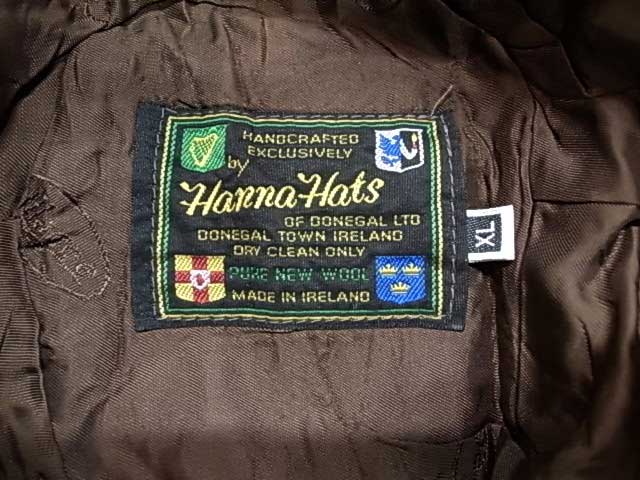 HANDCRAFTED
EXCLUSIVELY
by
Hanna Hats
OF DONEGAL LTD
DONEGAL TOWN IRELAND
DRY CLEAN ONLY
PURE NEW WOOL
MADE IN IRELAND
XL